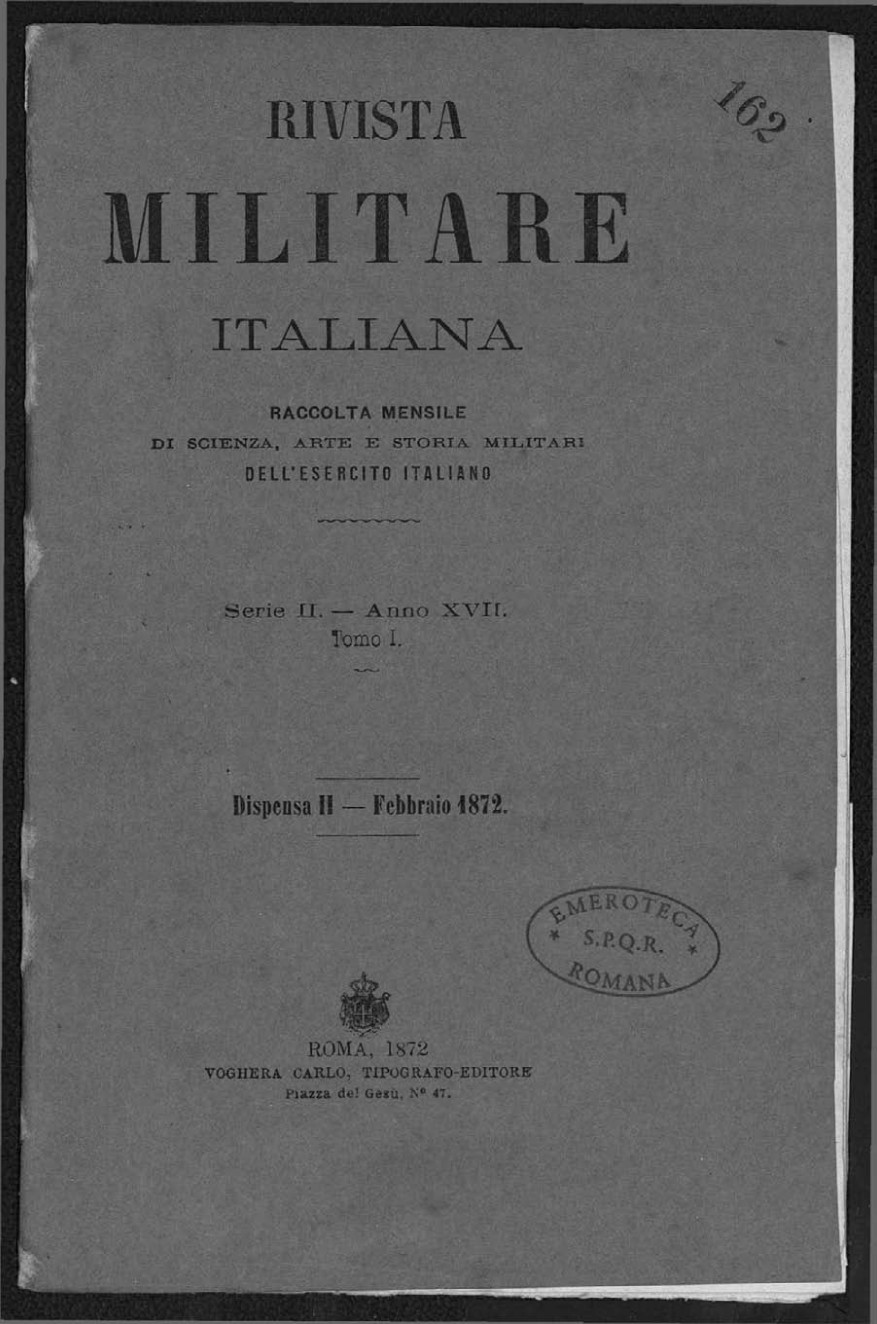 162
RIVISTA
MILITARE
ITALIANA
RACCOLTA MENSILE
DI SCIENZA, ARTE E STORIA MILITARI
DELL'ESERCITO ITALIANO
Serie II. — Anno XVII.
Tomo I.
Dispensa II — Febbraio 1872.
EMEROTECA
* S.P.Q.R. *
ROMANA
ROMA, 1872
VOGHERA CARLO, TIPOGRAFO-EDITORE
Piazza del Gesù, Nº 47.